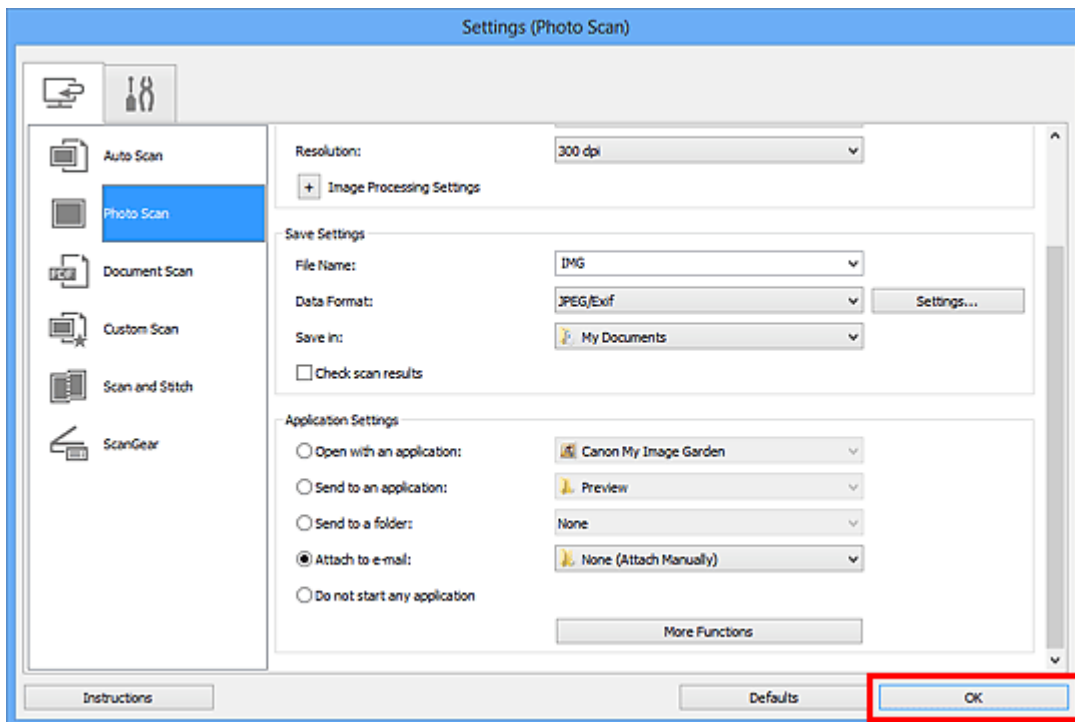 Settings (Photo Scan)
Auto Scan
Photo Scan
Document Scan
Custom Scan
Scan and Stitch
ScanGear
Resolution: 300 dpi
+ Image Processing Settings
Save Settings
File Name: IMG
Data Format: JPEG/Exif Settings...
Save in: My Documents
Check scan results
Application Settings
Open with an application: Canon My Image Garden
Send to an application: Preview
Send to a folder: None
Attach to e-mail: None (Attach Manually)
Do not start any application
More Functions
Instructions Defaults OK